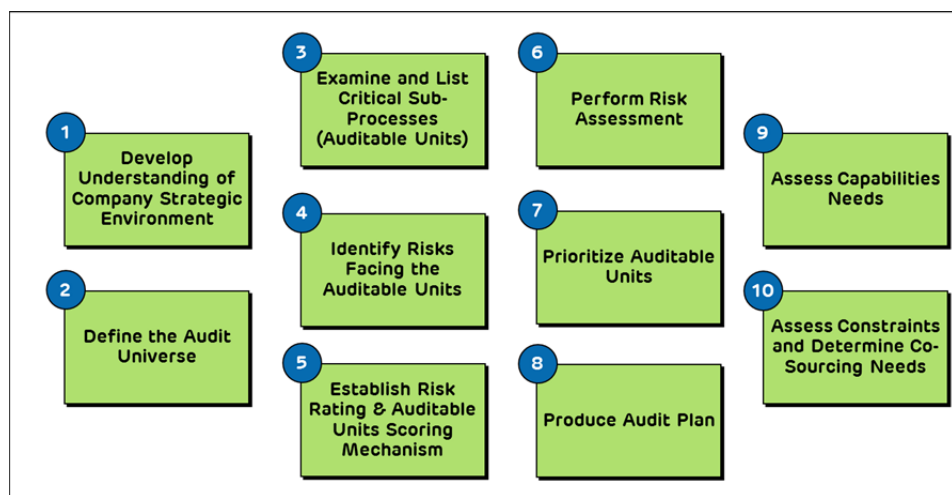 1
Develop
Understanding of
Company Strategic
Environment
2
Define the Audit
Universe
3
Examine and List
Critical Sub-
Processes
(Auditable Units)
4
Identify Risks
Facing the
Auditable Units
5
Establish Risk
Rating & Auditable
Units Scoring
Mechanism
6
Perform Risk
Assessment
7
Prioritize Auditable
Units
8
Produce Audit Plan
9
Assess Capabilities
Needs
10
Assess Constraints
and Determine Co-
Sourcing Needs